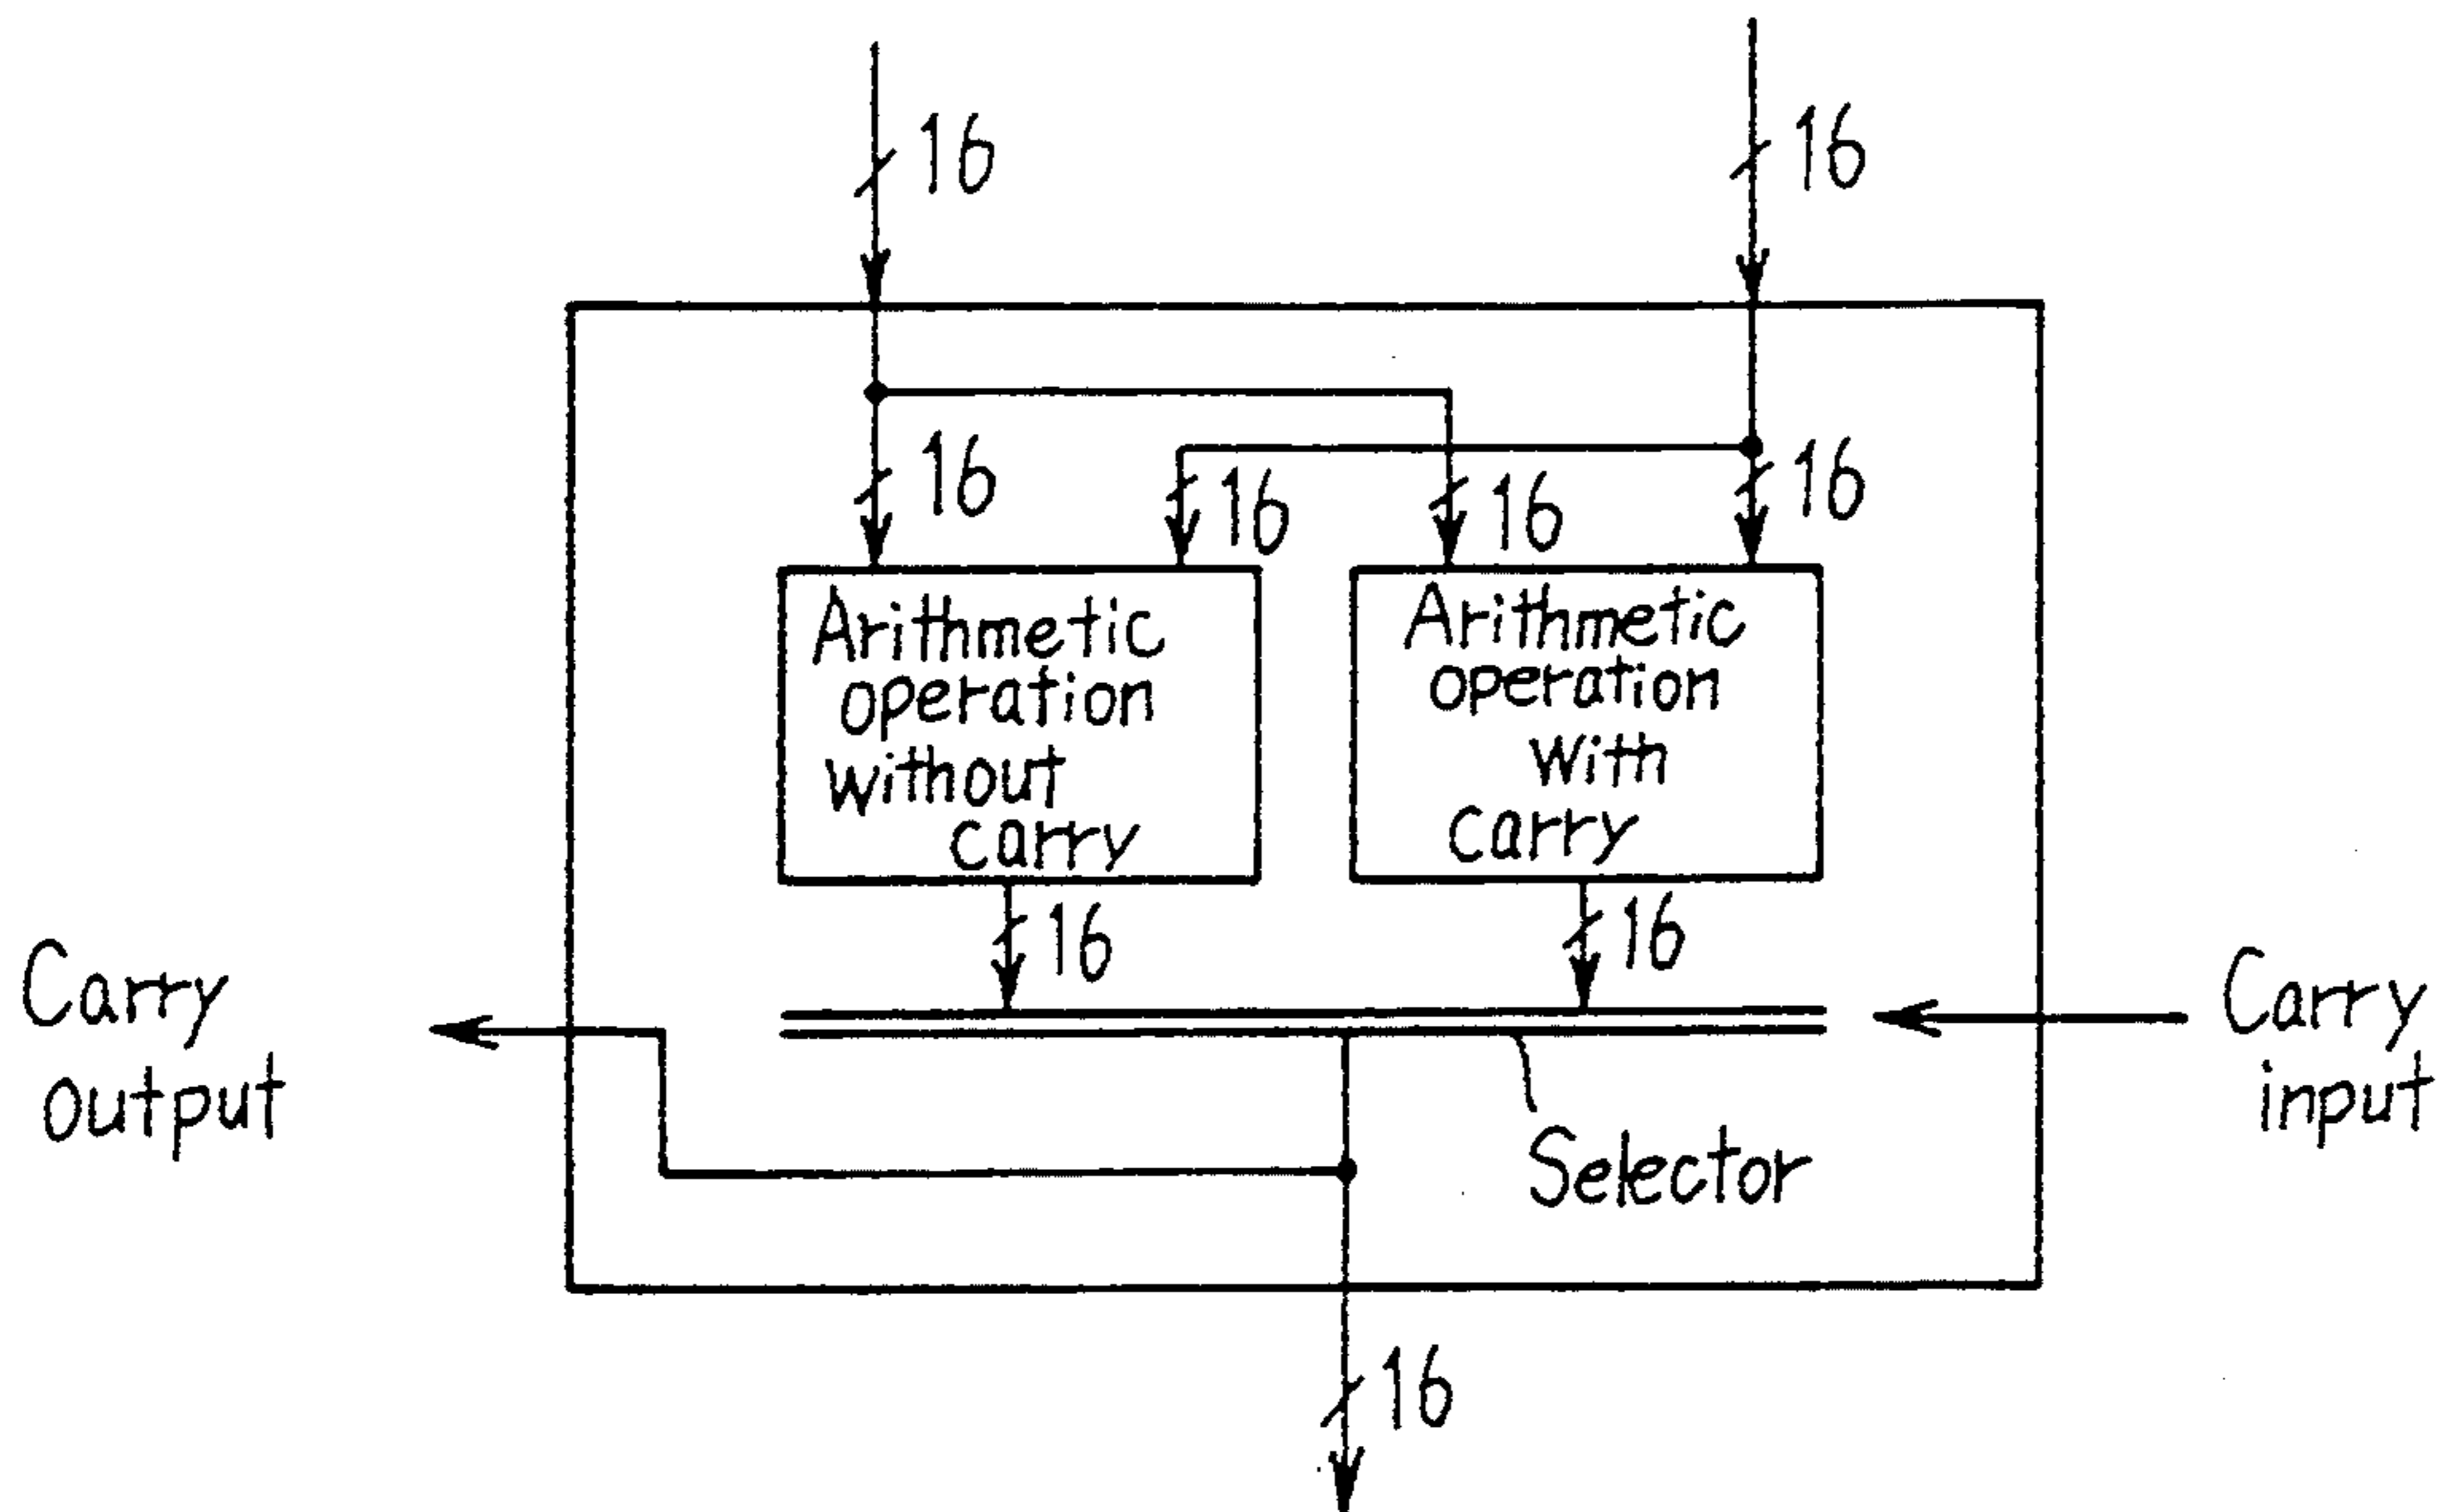 16
16
16
16
16
16
Arithmetic
operation
without
carry
Arithmetic
operation
with
carry
16
16
Carry
output
Carry
input
Selector
16